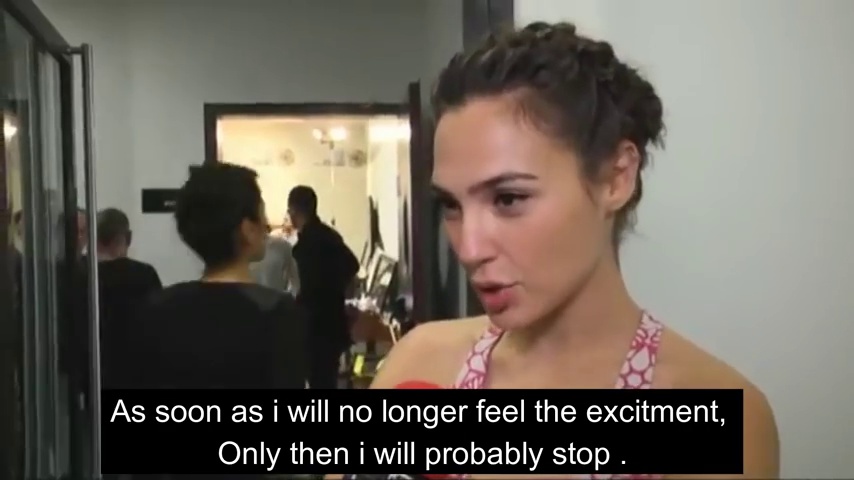 As soon as i will no longer feel the excitment,
Only then i will probably stop .